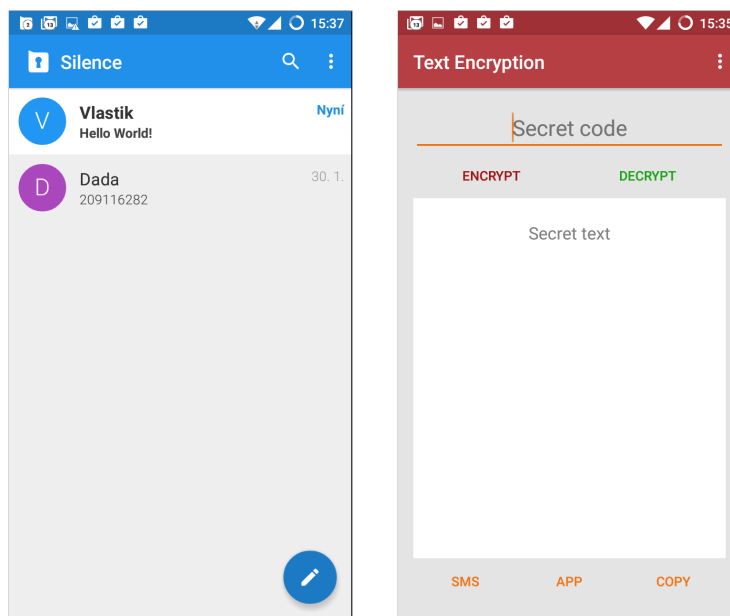 15:37
Silence
V
Vlastik
Nyní
Hello World!
D
Dada
30. 1.
209116282
15:35
Text Encryption
Secret code
ENCRYPT DECRYPT
Secret text
SMS APP COPY